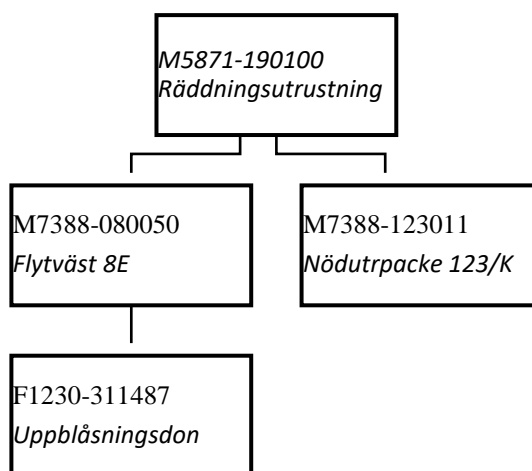 M5871-190100
Räddningsutrustning
M7388-080050
Flytväst 8E
M7388-123011
Nödutrpacke 123/K
F1230-311487
Uppblåsningsdon